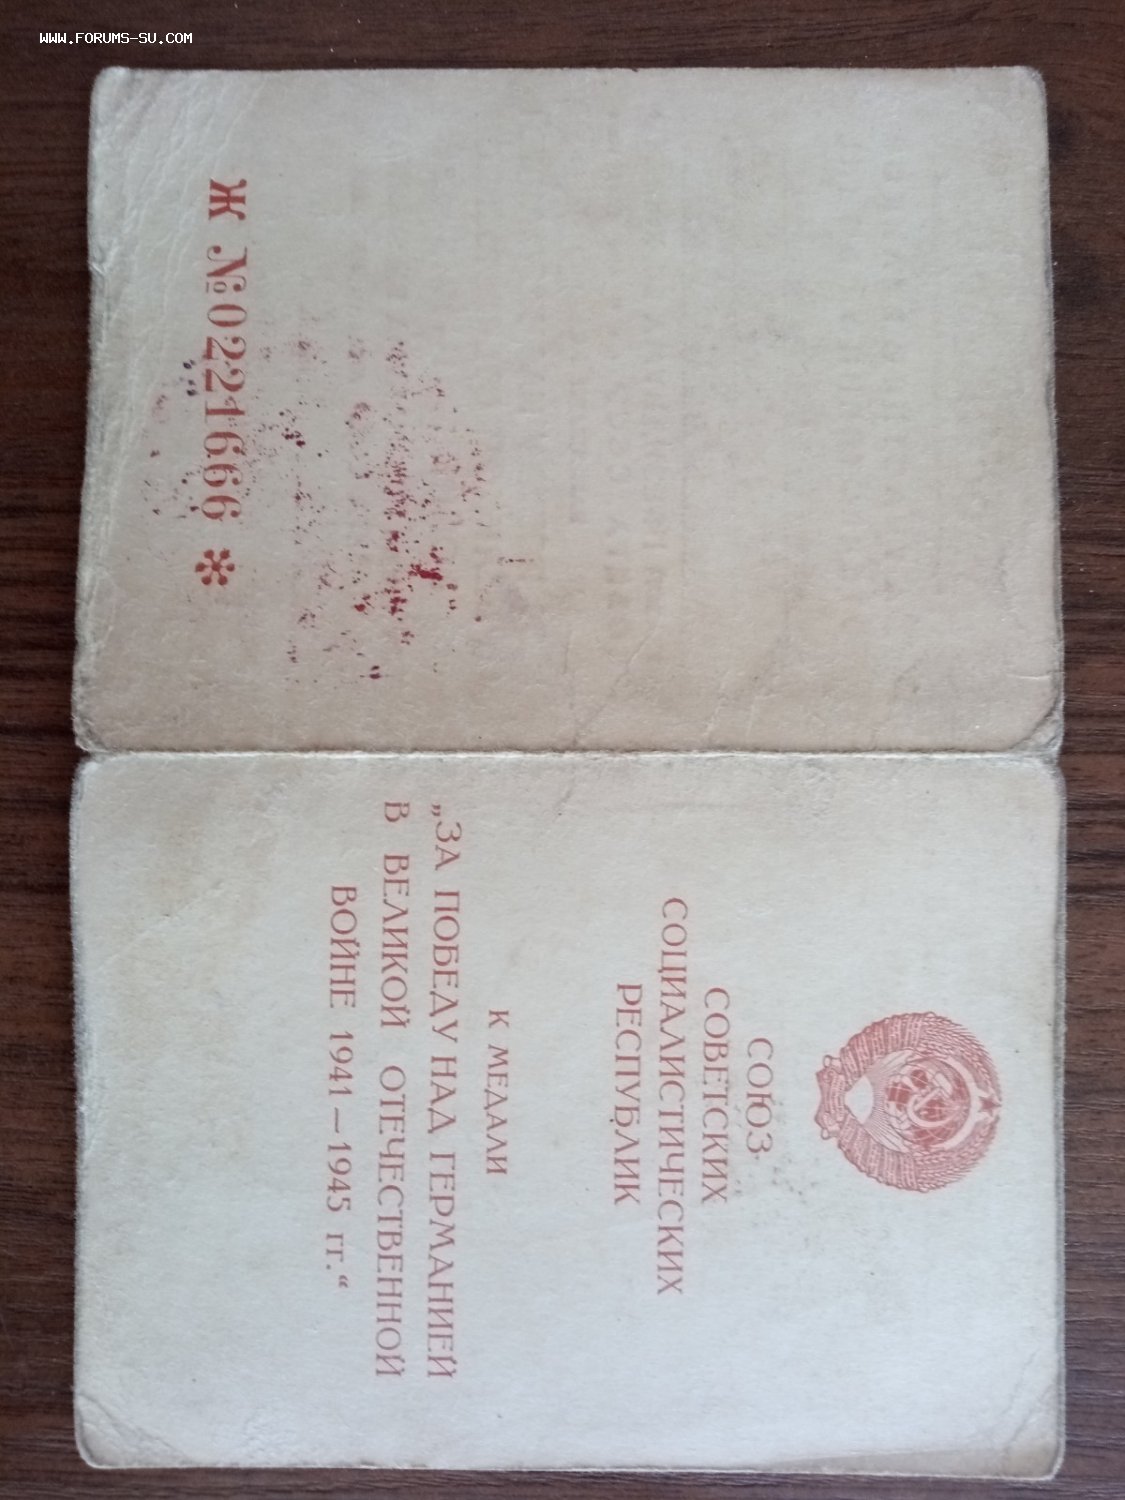 WWW.FORUMS-SU.COM
Ж №0221666 *
СОЮЗ
СОВЕТСКИХ
СОЦИАЛИСТИЧЕСКИХ
РЕСПУБЛИК
К МЕДАЛИ
„ЗА ПОБЕДУ НАД ГЕРМАНИЕЙ
В ВЕЛИКОЙ ОТЕЧЕСТВЕННОЙ
ВОЙНЕ 1941—1945 гг.“